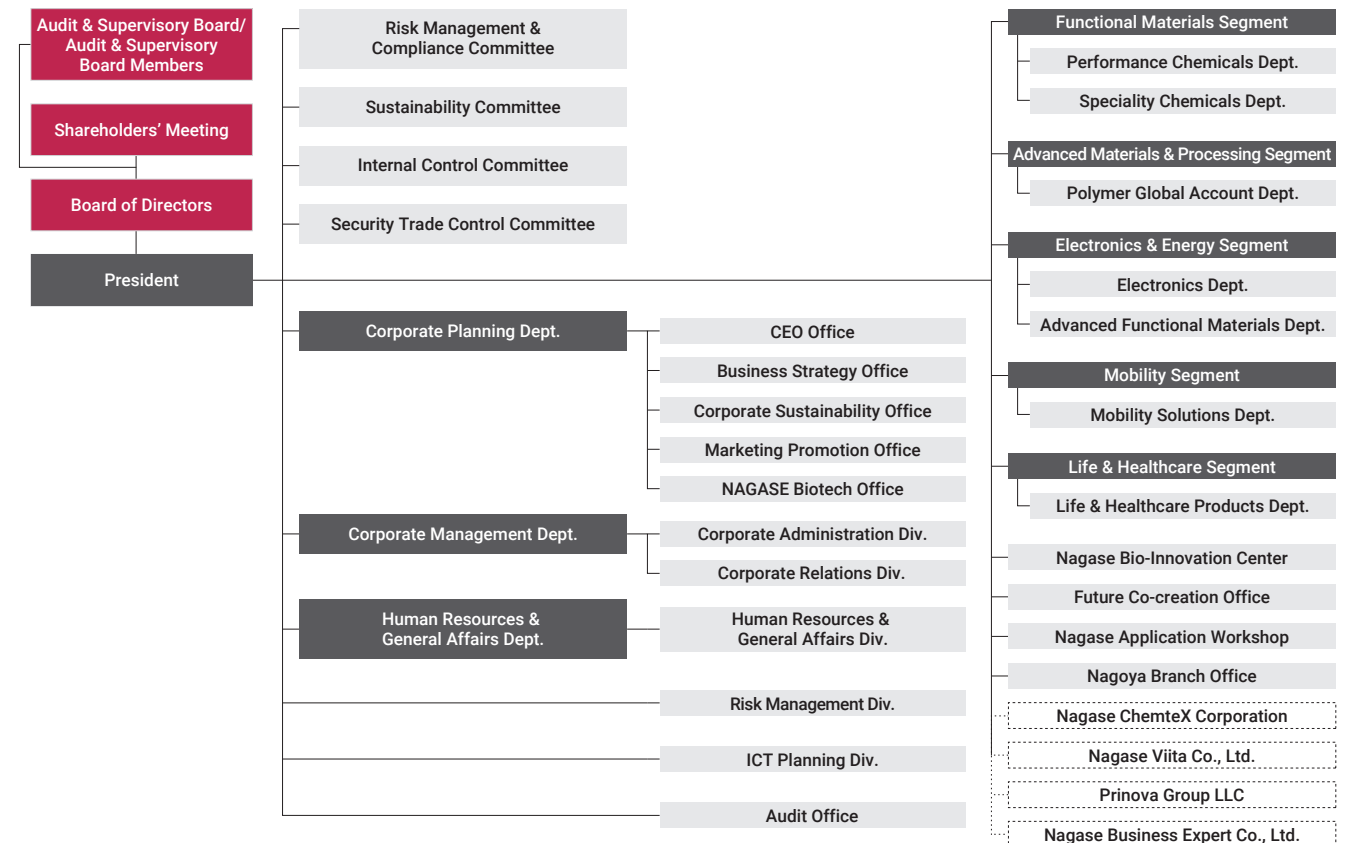 Audit & Supervisory Board/
Audit & Supervisory
Board Members
Shareholders’ Meeting
Board of Directors
President
Risk Management &
Compliance Committee
Sustainability Committee
Internal Control Committee
Security Trade Control Committee
Corporate Planning Dept.
CEO Office
Business Strategy Office
Corporate Sustainability Office
Marketing Promotion Office
NAGASE Biotech Office
Corporate Management Dept.
Corporate Administration Div.
Corporate Relations Div.
Human Resources &
General Affairs Dept.
Human Resources &
General Affairs Div.
Risk Management Div.
ICT Planning Div.
Audit Office
Functional Materials Segment
Performance Chemicals Dept.
Speciality Chemicals Dept.
Advanced Materials & Processing Segment
Polymer Global Account Dept.
Electronics & Energy Segment
Electronics Dept.
Advanced Functional Materials Dept.
Mobility Segment
Mobility Solutions Dept.
Life & Healthcare Segment
Life & Healthcare Products Dept.
Nagase Bio-Innovation Center
Future Co-creation Office
Nagase Application Workshop
Nagoya Branch Office
Nagase ChemteX Corporation
Nagase Viita Co., Ltd.
Prinova Group LLC
Nagase Business Expert Co., Ltd.